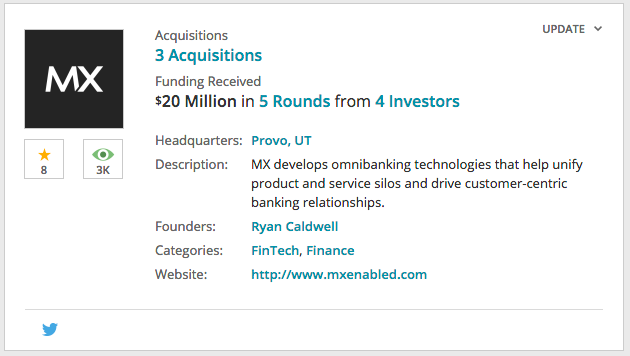 MX
8
3K
UPDATE
Acquisitions
3 Acquisitions
Funding Received
$20 Million in 5 Rounds from 4 Investors
Headquarters: Provo, UT
Description: MX develops omnibanking technologies that help unify
product and service silos and drive customer-centric
banking relationships.
Founders: Ryan Caldwell
Categories: FinTech, Finance
Website: http://www.mxenabled.com